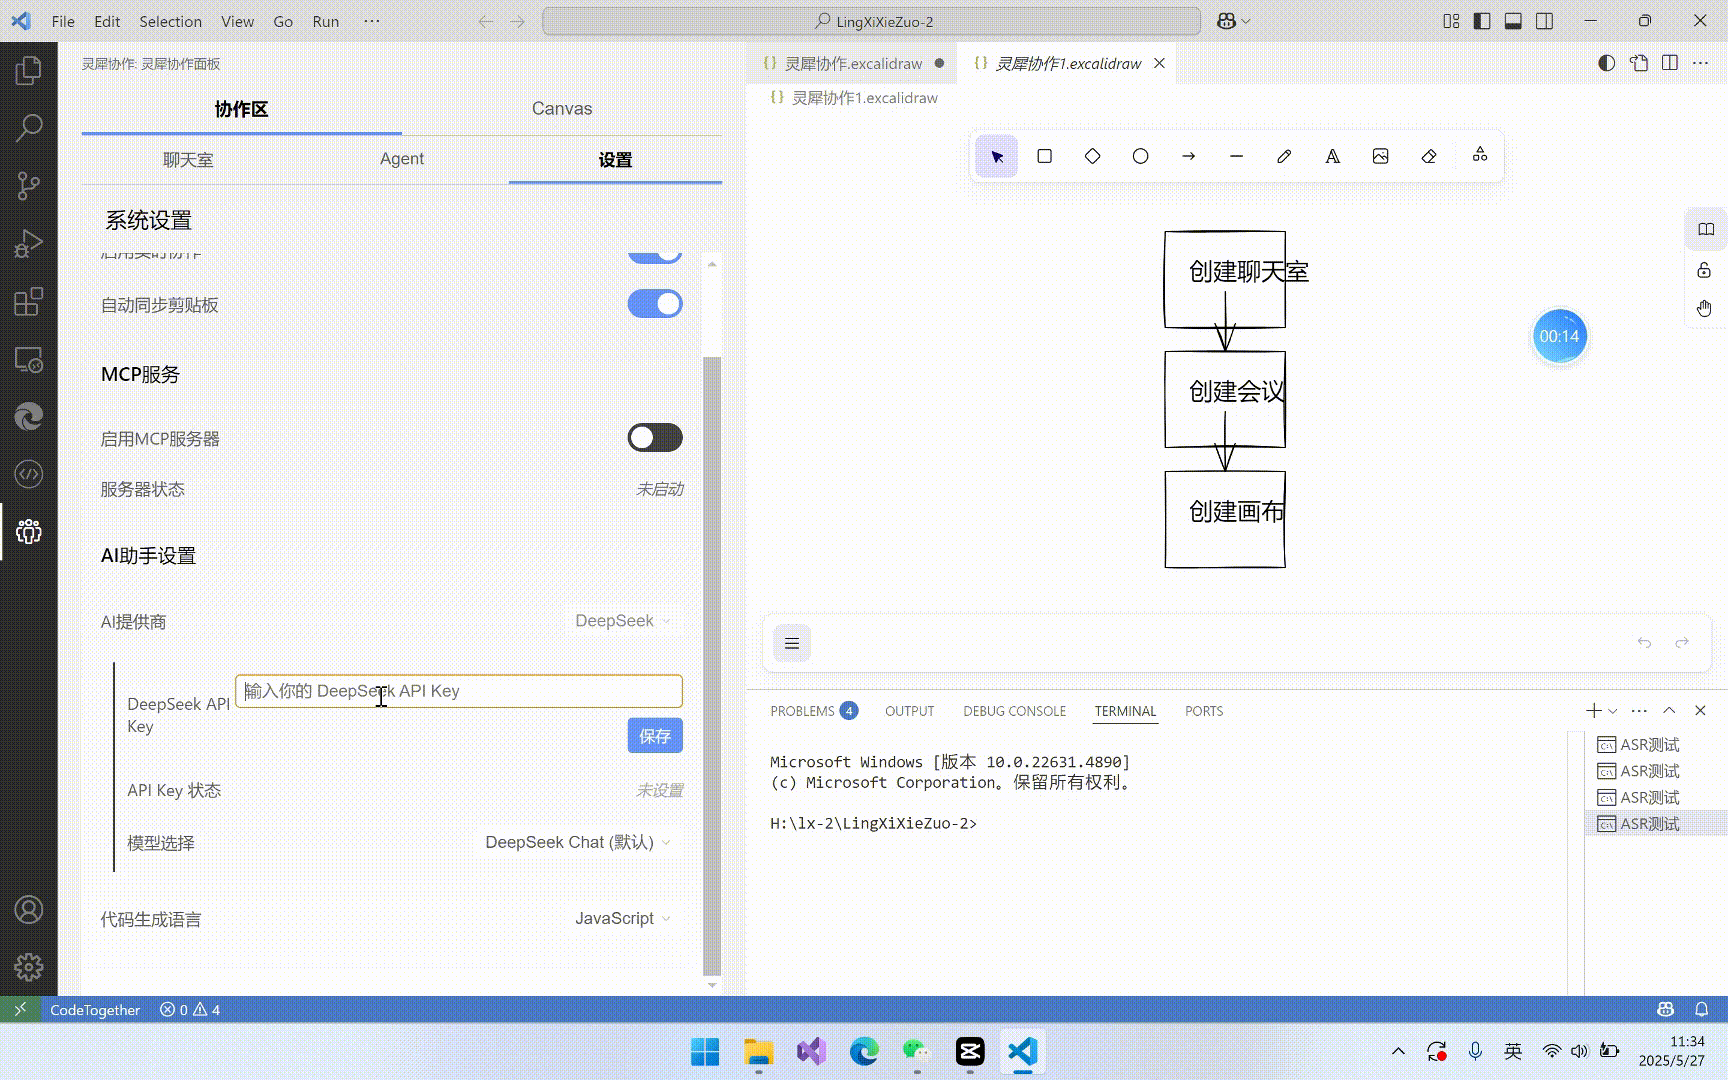 File Edit Selection View Go Run ···
LingXiXieZuo-2
灵犀协作: 灵犀协作面板
协作区 Canvas
聊天室 Agent 设置
系统设置
启用实时协作
自动同步剪贴板
MCP服务
启用MCP服务器
服务器状态 未启动
AI助手设置
AI提供商 DeepSeek
DeepSeek API Key 输入你的 DeepSeek API Key
保存
API Key 状态 未设置
模型选择 DeepSeek Chat (默认)
代码生成语言 JavaScript
灵犀协作.excalidraw 灵犀协作1.excalidraw
灵犀协作1.excalidraw
创建聊天室
00:14
创建会议
创建画布
PROBLEMS 4 OUTPUT DEBUG CONSOLE TERMINAL PORTS
Microsoft Windows [版本 10.0.22631.4890]
(c) Microsoft Corporation。保留所有权利。
H:\lx-2\LingXiXieZuo-2>
ASR测试
ASR测试
ASR测试
ASR测试
CodeTogether 0 4
英
11:34
2025/5/27